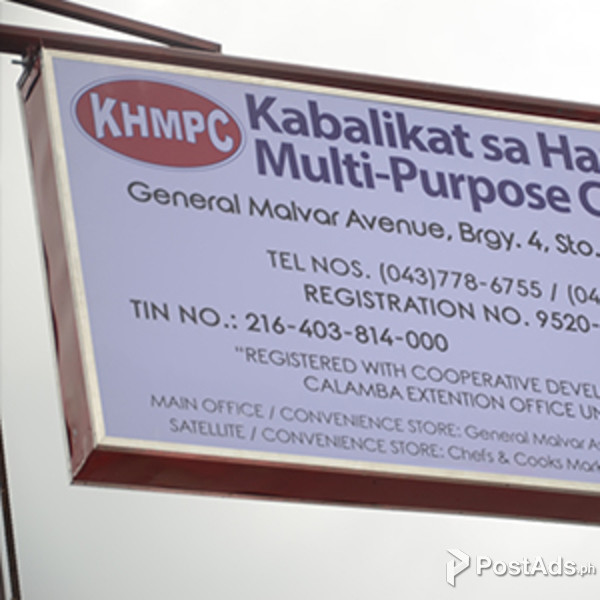 KHMPC
Kabalikat sa Ha
Multi-Purpose C
General Malvar Avenue, Brgy. 4, Sto.
TEL NOS. (043)778-6755 / (04
REGISTRATION NO. 9520-
TIN NO.: 216-403-814-000
"REGISTERED WITH COOPERATIVE DEVEL
CALAMBA EXTENTION OFFICE UN
MAIN OFFICE / CONVENIENCE STORE: General Malvar A
SATELLITE / CONVENIENCE STORE: Chefs & Cooks Mark
PostAds.ph